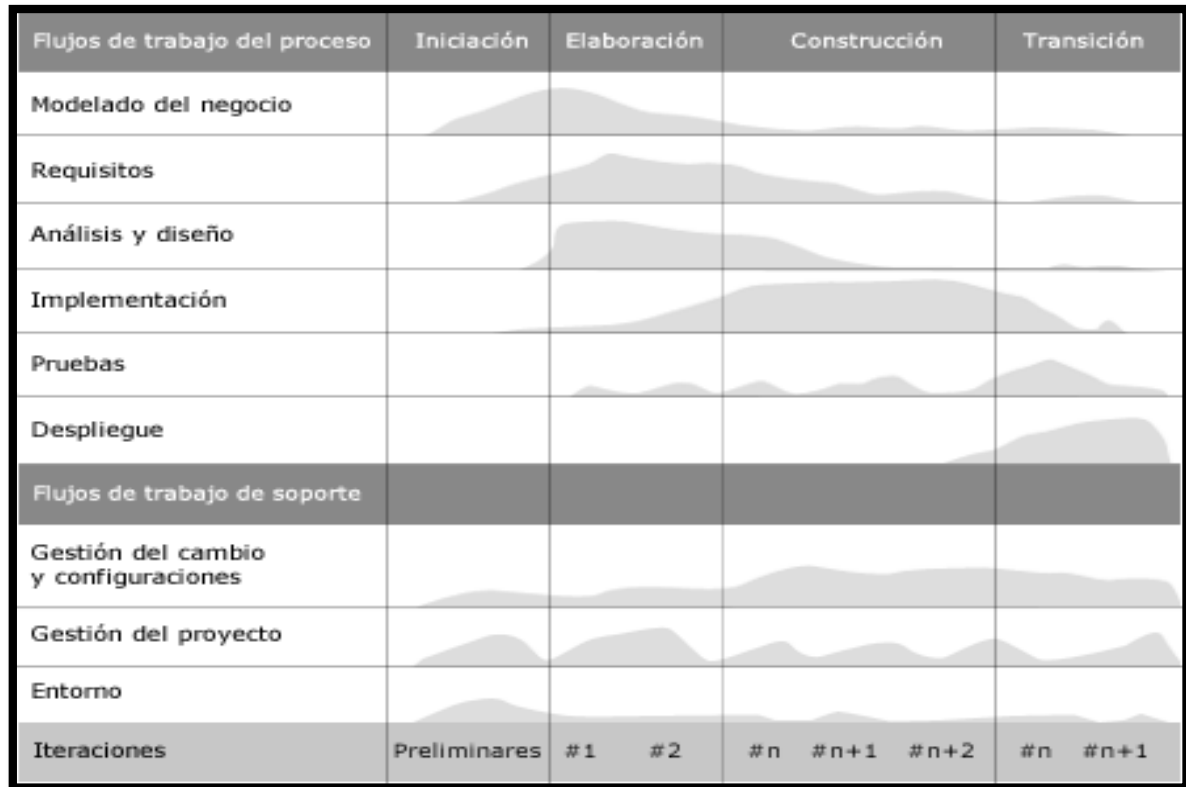 Flujos de trabajo del proceso Iniciación Elaboración Construcción Transición
Modelado del negocio
Requisitos
Análisis y diseño
Implementación
Pruebas
Despliegue
Flujos de trabajo de soporte
Gestión del cambio
y configuraciones
Gestión del proyecto
Entorno
Iteraciones Preliminares #1 #2 #n #n+1 #n+2 #n #n+1